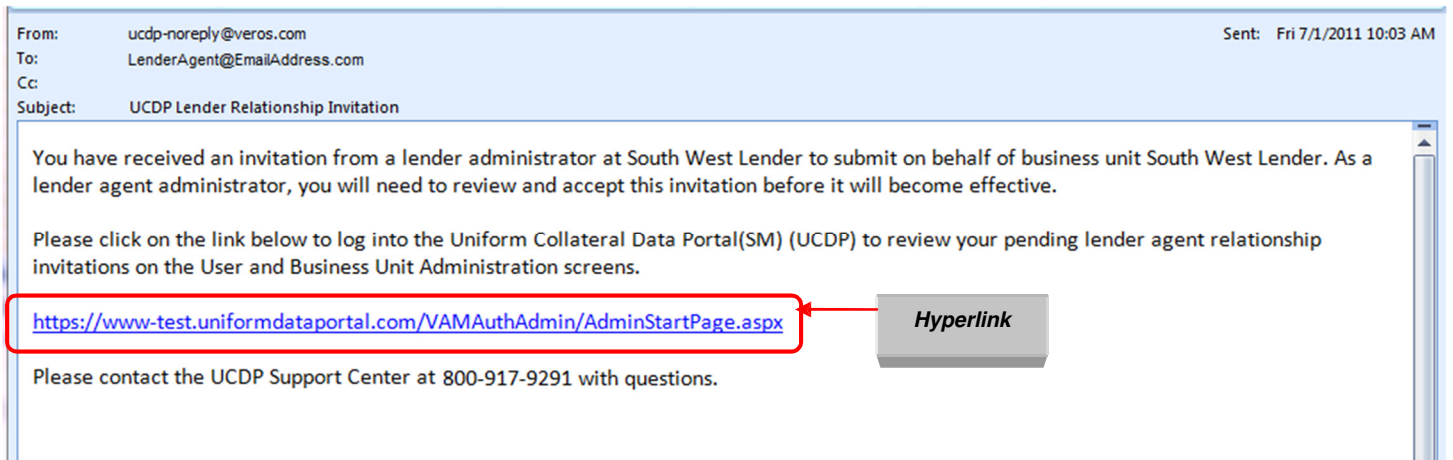 From: ucdp-noreply@veros.com Sent: Fri 7/1/2011 10:03 AM
To: LenderAgent@EmailAddress.com
Cc:
Subject: UCDP Lender Relationship Invitation
You have received an invitation from a lender administrator at South West Lender to submit on behalf of business unit South West Lender. As a
lender agent administrator, you will need to review and accept this invitation before it will become effective.
Please click on the link below to log into the Uniform Collateral Data Portal(SM) (UCDP) to review your pending lender agent relationship
invitations on the User and Business Unit Administration screens.
https://www-test.uniformdataportal.com/VAMAuthAdmin/AdminStartPage.aspx Hyperlink
Please contact the UCDP Support Center at 800-917-9291 with questions.